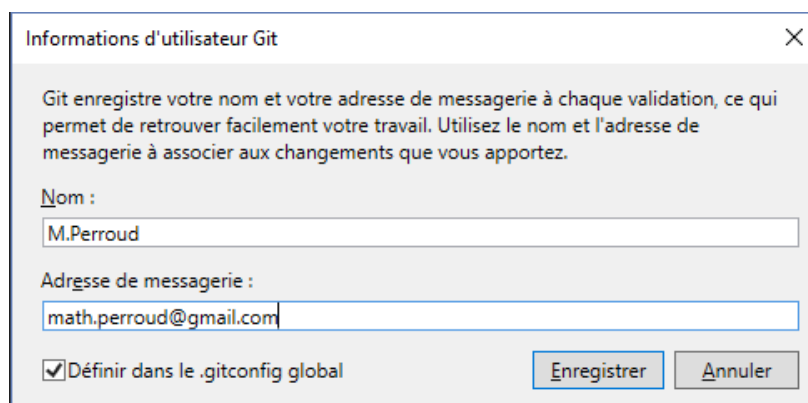 Informations d'utilisateur Git
Git enregistre votre nom et votre adresse de messagerie à chaque validation, ce qui
permet de retrouver facilement votre travail. Utilisez le nom et l'adresse de
messagerie à associer aux changements que vous apportez.
Nom :
M.Perroud
Adresse de messagerie :
math.perroud@gmail.com
Définir dans le .gitconfig global
Enregistrer
Annuler